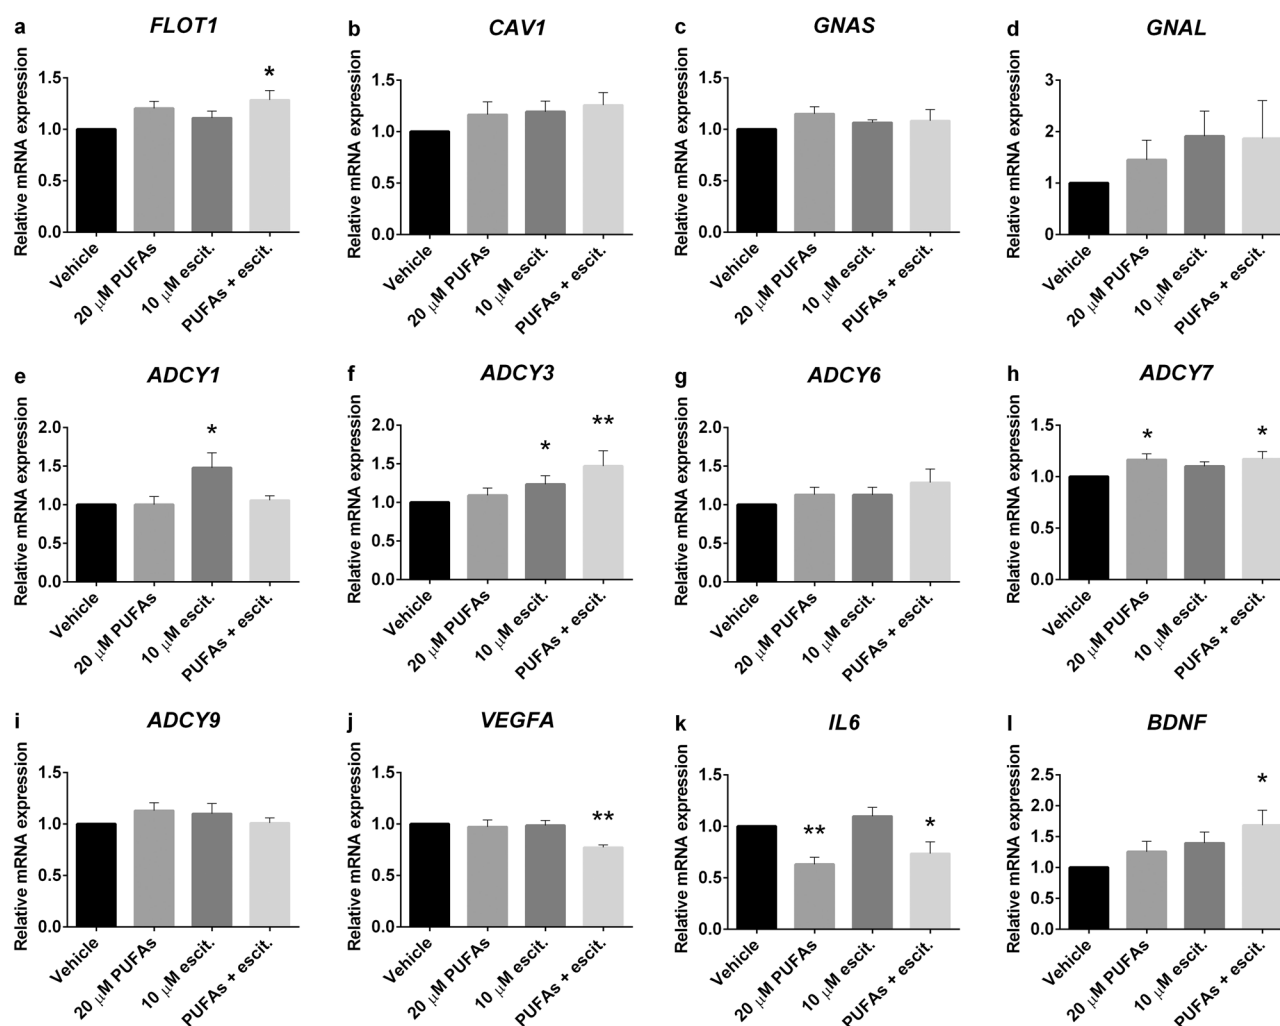 a FLOT1
Relative mRNA expression
1.5
1.0
0.5
0.0
*
Vehicle
20 μM PUFAs
10 μM escit.
PUFAs + escit.
b CAV1
Relative mRNA expression
1.5
1.0
0.5
0.0
Vehicle
20 μM PUFAs
10 μM escit.
PUFAs + escit.
c GNAS
Relative mRNA expression
1.5
1.0
0.5
0.0
Vehicle
20 μM PUFAs
10 μM escit.
PUFAs + escit.
d GNAL
Relative mRNA expression
3
2
1
0
Vehicle
20 μM PUFAs
10 μM escit.
PUFAs + escit.
e ADCY1
Relative mRNA expression
2.0
1.5
1.0
0.5
0.0
*
Vehicle
20 μM PUFAs
10 μM escit.
PUFAs + escit.
f ADCY3
Relative mRNA expression
2.0
1.5
1.0
0.5
0.0
*
**
Vehicle
20 μM PUFAs
10 μM escit.
PUFAs + escit.
g ADCY6
Relative mRNA expression
2.0
1.5
1.0
0.5
0.0
Vehicle
20 μM PUFAs
10 μM escit.
PUFAs + escit.
h ADCY7
Relative mRNA expression
1.5
1.0
0.5
0.0
*
*
Vehicle
20 μM PUFAs
10 μM escit.
PUFAs + escit.
i ADCY9
Relative mRNA expression
1.5
1.0
0.5
0.0
Vehicle
20 μM PUFAs
10 μM escit.
PUFAs + escit.
j VEGFA
Relative mRNA expression
1.5
1.0
0.5
0.0
**
Vehicle
20 μM PUFAs
10 μM escit.
PUFAs + escit.
k IL6
Relative mRNA expression
1.5
1.0
0.5
0.0
**
*
Vehicle
20 μM PUFAs
10 μM escit.
PUFAs + escit.
l BDNF
Relative mRNA expression
2.5
2.0
1.5
1.0
0.5
0.0
*
Vehicle
20 μM PUFAs
10 μM escit.
PUFAs + escit.